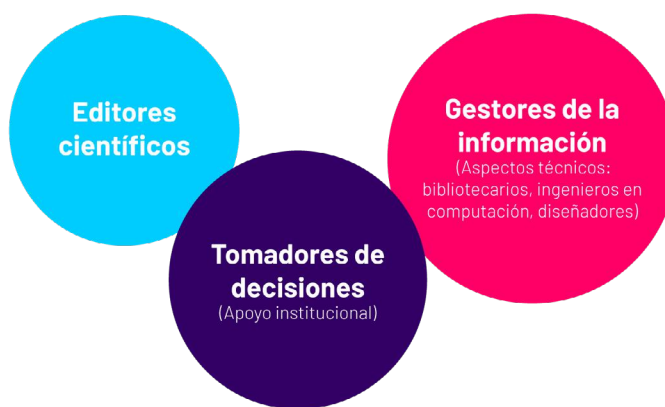 Editores
científicos
Gestores de la
información
(Aspectos técnicos:
bibliotecarios, ingenieros en
computación, diseñadores)
Tomadores de
decisiones
(Apoyo institucional)